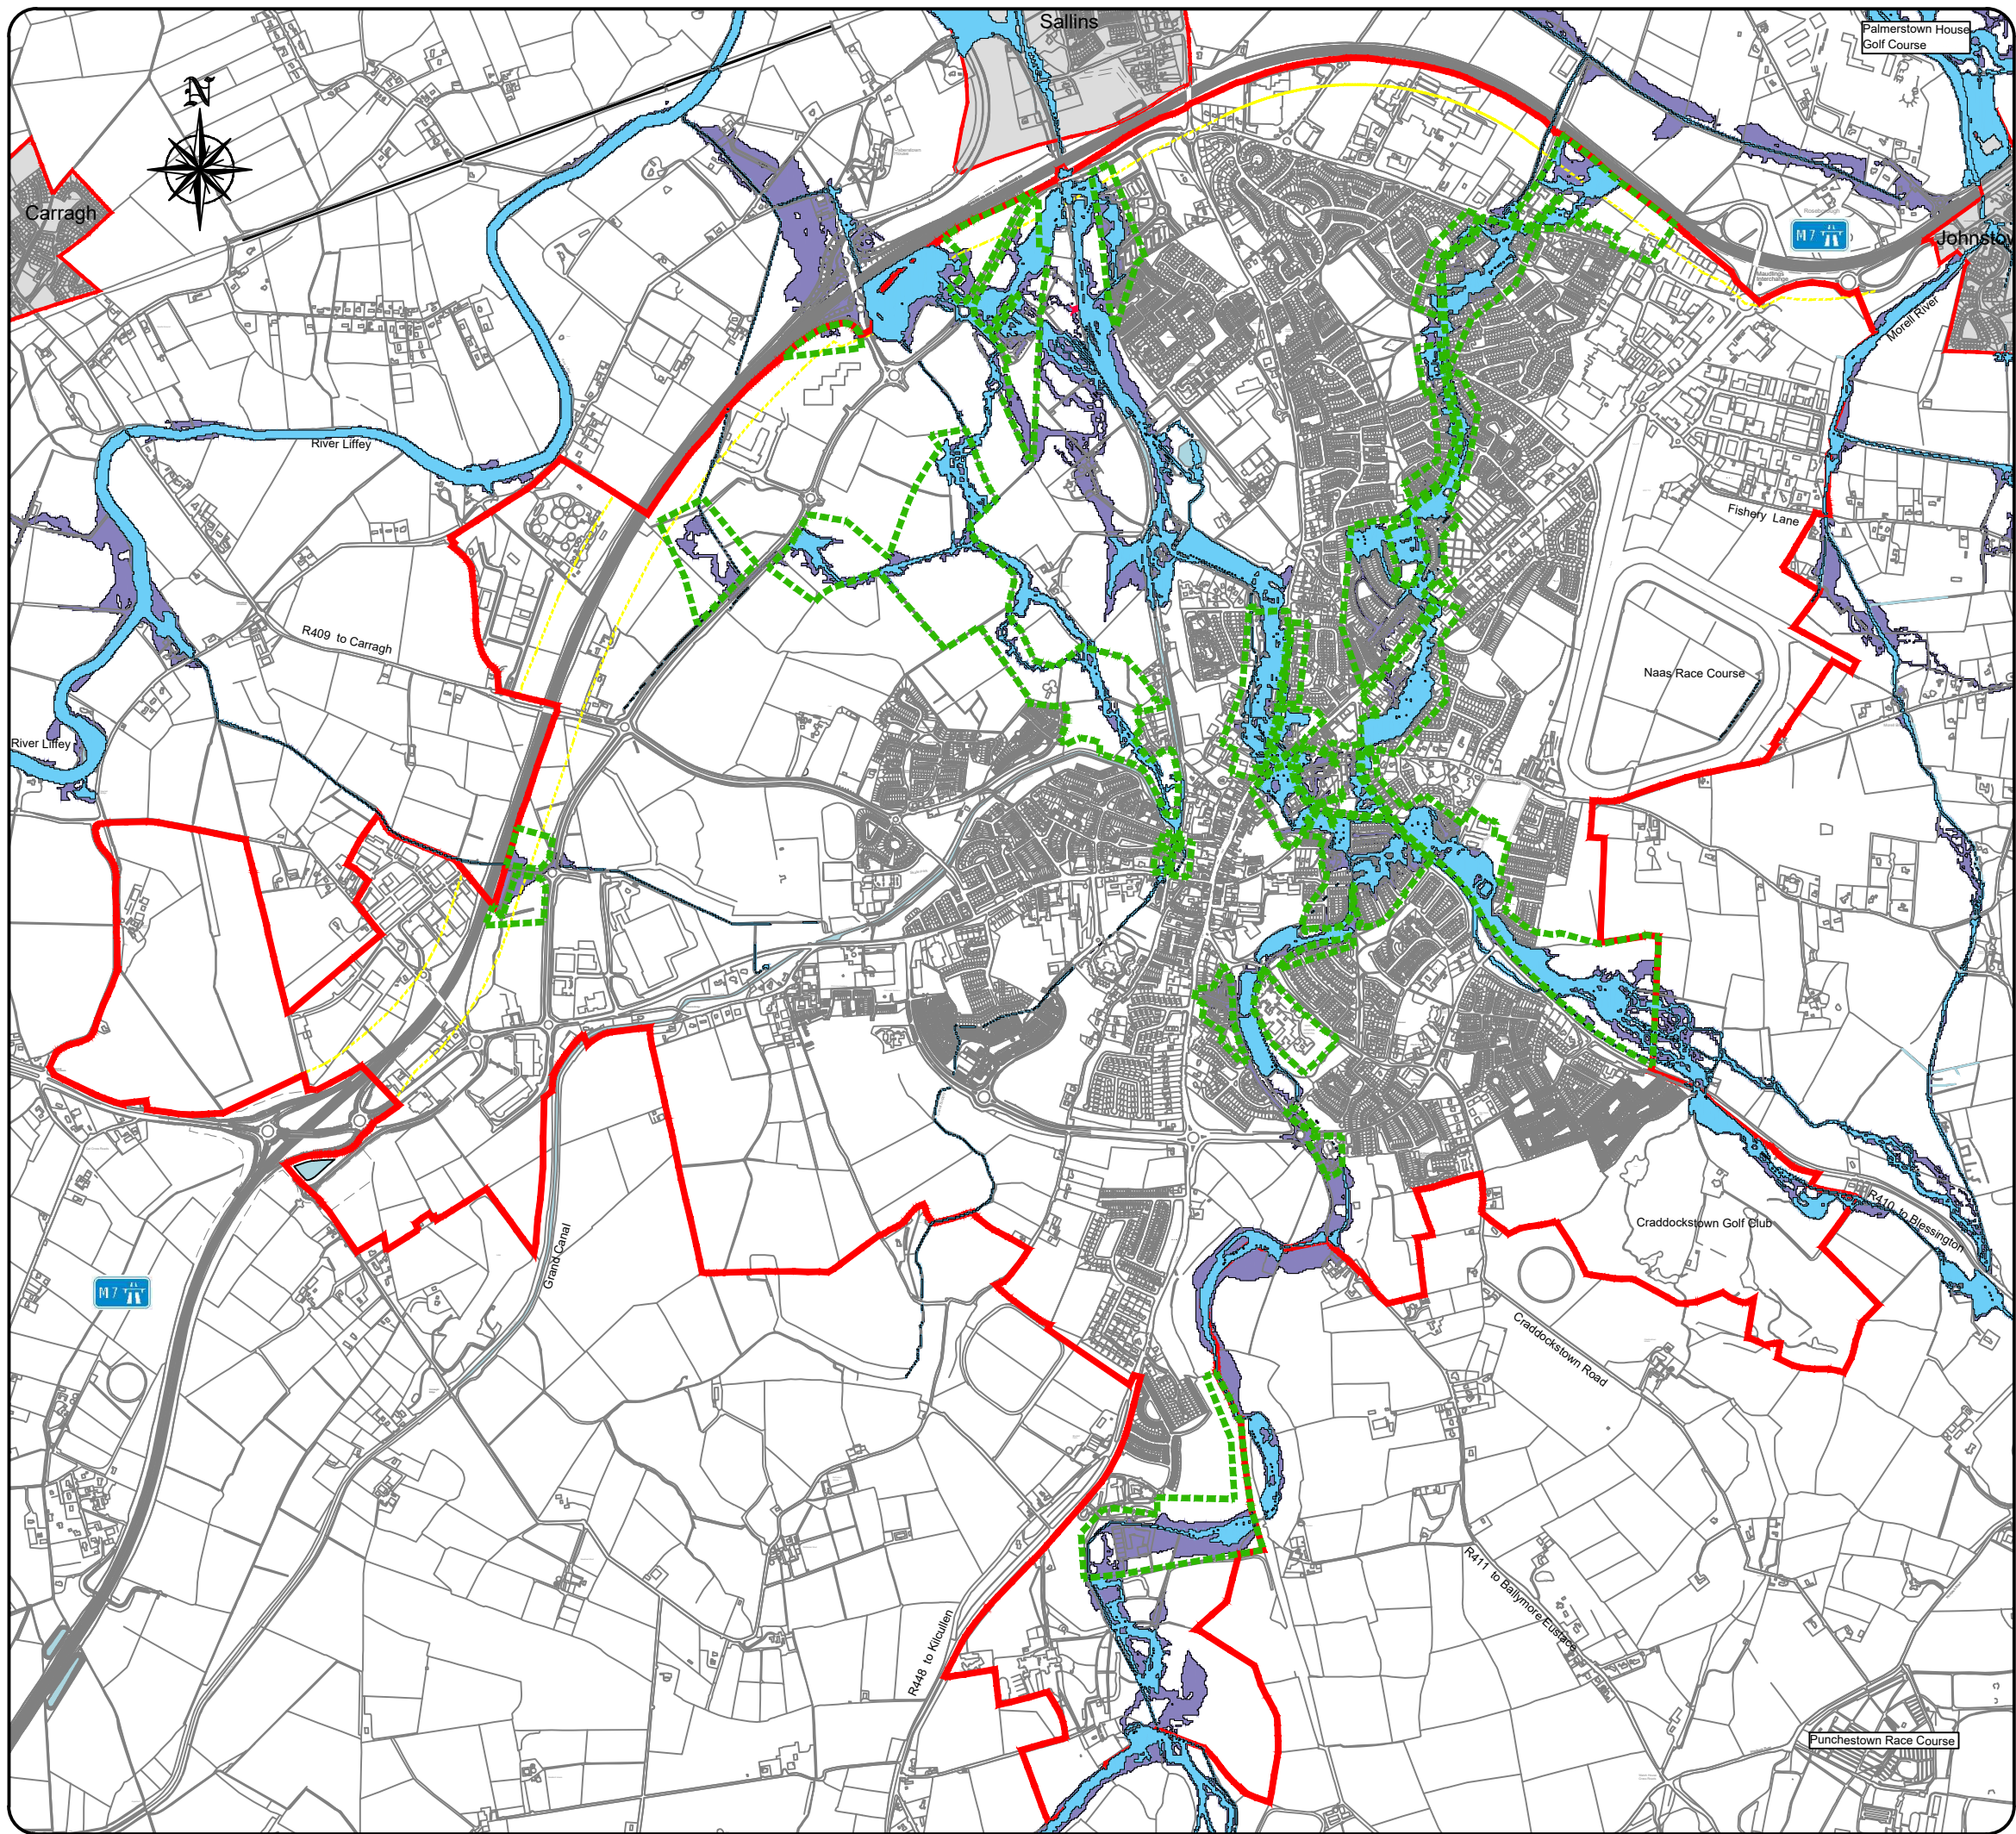 Sallins
Palmerstown House
Golf Course
N
Carragh
M7
Johnstow
Maudlings
Interchange
Morell River
River Liffey
Fishery Lane
R409 to Carragh
Naas Race Course
River Liffey
R410 to Blessington
Craddockstown Golf Club
Grand Canal
M7
Craddockstown Road
R411 to Ballymore Eustace
R448 to Kilcullen
Punchestown Race Course